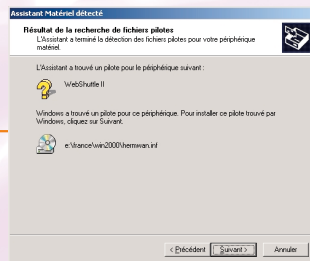 Assistant Matériel détecté
Résultat de la recherche de fichiers pilotes
L'Assistant a terminé la détection des fichiers pilotes pour votre périphérique
matériel.
L'Assistant a trouvé un pilote pour le périphérique suivant :
WebShuttle II
Windows a trouvé un pilote pour ce périphérique. Pour installer ce pilote trouvé par
Windows, cliquez sur Suivant.
e:\france\win2000\hermwan.inf
< Précédent
Suivant >
Annuler